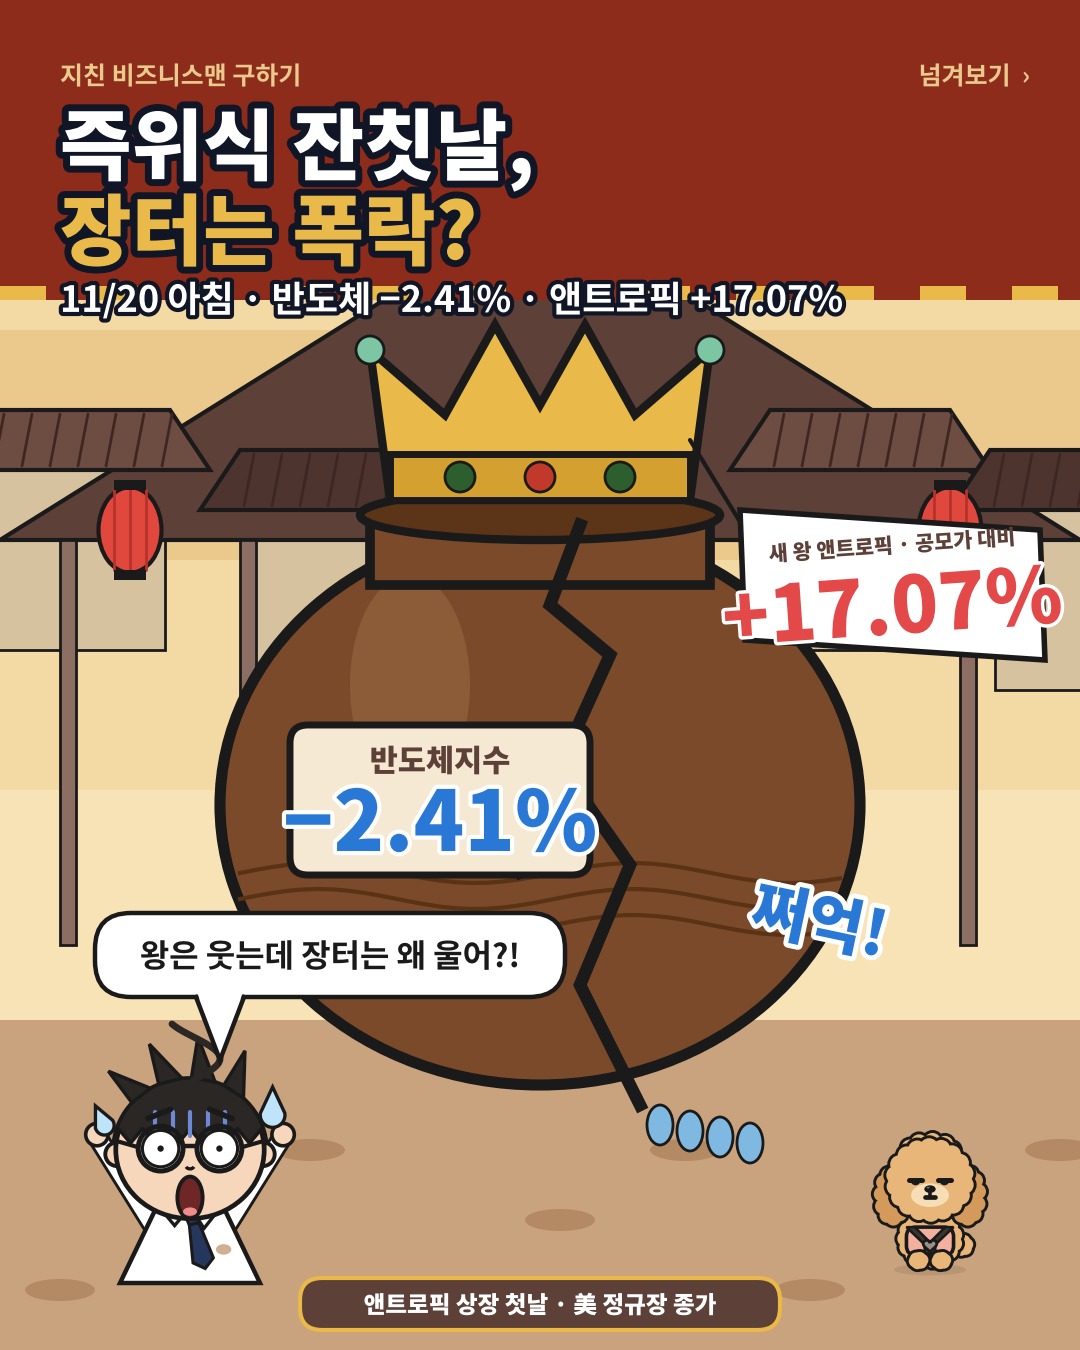 지친 비즈니스맨 구하기
넘겨보기 ›
즉위식 잔칫날,
장터는 폭락?
11/20 아침 · 반도체 −2.41% · 앤트로픽 +17.07%
새 왕 앤트로픽 · 공모가 대비
+17.07%
반도체지수
−2.41%
쩌억!
왕은 웃는데 장터는 왜 울어?!
앤트로픽 상장 첫날 · 美 정규장 종가